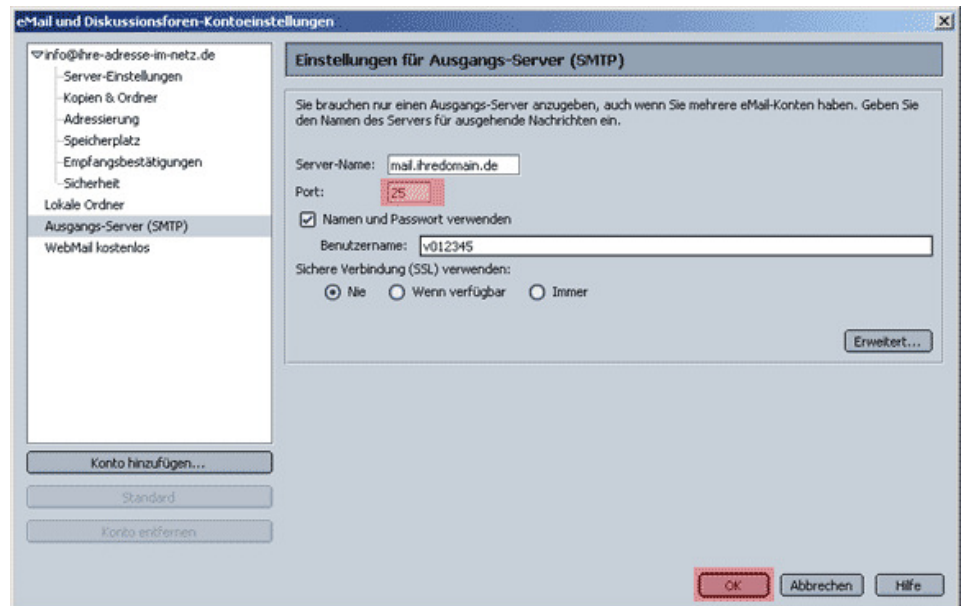 eMail und Diskussionsforen-Kontoeinstellungen
info@ihre-adresse-im-netz.de
Server-Einstellungen
Kopien & Ordner
Adressierung
Speicherplatz
Empfangsbestätigungen
Sicherheit
Lokale Ordner
Ausgangs-Server (SMTP)
WebMail kostenlos
Konto hinzufügen...
Standard
Konto entfernen
Einstellungen für Ausgangs-Server (SMTP)
Sie brauchen nur einen Ausgangs-Server anzugeben, auch wenn Sie mehrere eMail-Konten haben. Geben Sie
den Namen des Servers für ausgehende Nachrichten ein.
Server-Name: mail.ihredomain.de
Port: 25
Namen und Passwort verwenden
Benutzername: v012345
Sichere Verbindung (SSL) verwenden:
Nie Wenn verfügbar Immer
Erweitert...
OK Abbrechen Hilfe